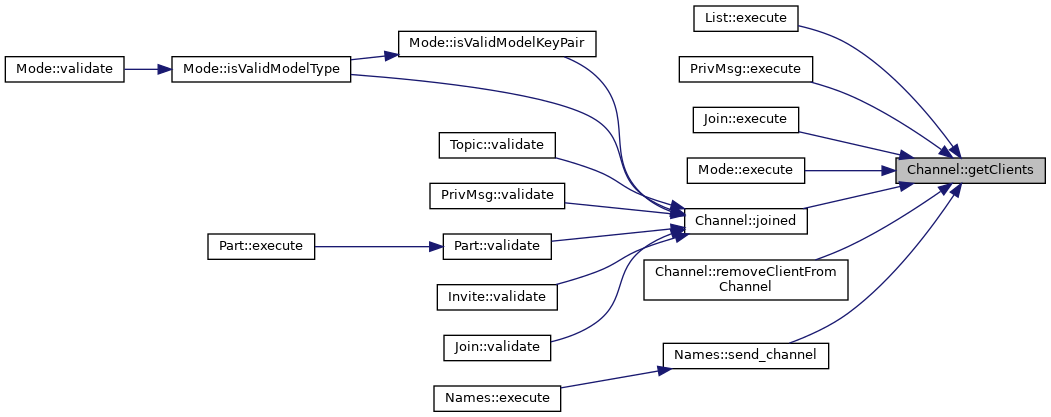 List::execute
Mode::isValidModelKeyPair
Mode::validate
Mode::isValidModelType
PrivMsg::execute
Join::execute
Topic::validate
Mode::execute
Channel::getClients
PrivMsg::validate
Channel::joined
Part::execute
Part::validate
Channel::removeClientFrom
Channel
Invite::validate
Join::validate
Names::send_channel
Names::execute